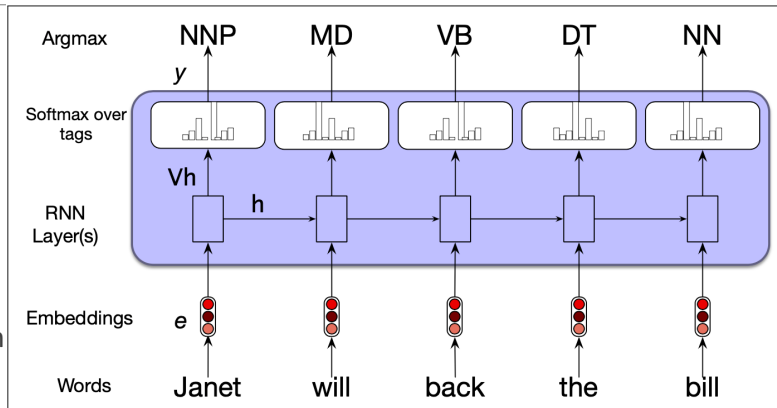 Argmax NNP MD VB DT NN
y
Softmax over
tags
Vh
h
RNN
Layer(s)
Embeddings e
n
Words Janet will back the bill